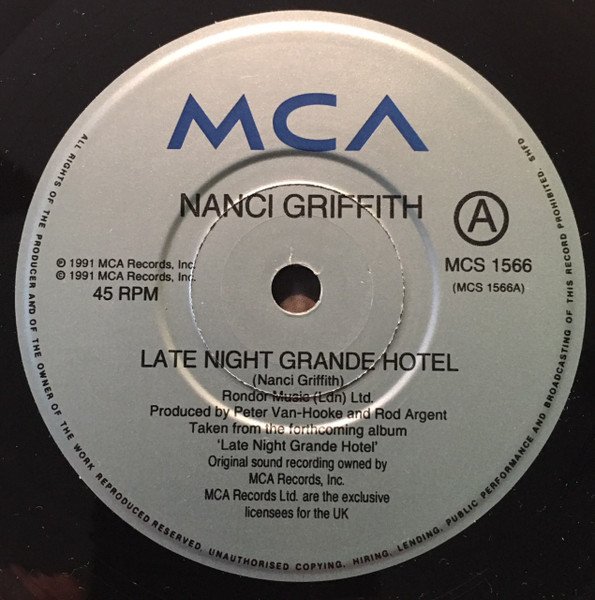 MCA
NANCI GRIFFITH
A
℗ 1991 MCA Records, Inc.
© 1991 MCA Records, Inc.
45 RPM
MCS 1566
(MCS 1566A)
LATE NIGHT GRANDE HOTEL
(Nanci Griffith)
Rondor Music (Ldn) Ltd.
Produced by Peter Van-Hooke and Rod Argent
Taken from the forthcoming album
'Late Night Grande Hotel'
Original sound recording owned by
MCA Records, Inc.
MCA Records Ltd. are the exclusive
licensees for the UK
ALL RIGHTS OF THE PRODUCER AND OF THE OWNER OF THE WORK REPRODUCED RESERVED. UNAUTHORISED COPYING, HIRING, LENDING, PUBLIC PERFORMANCE AND BROADCASTING OF THIS RECORD PROHIBITED. SHFD